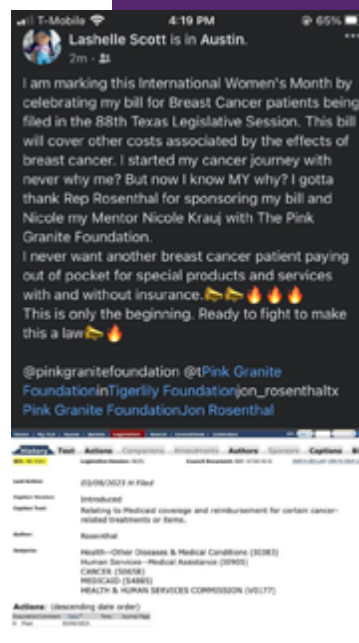 T-Mobile 4:19 PM 65%
Lashelle Scott is in Austin.
2m
I am marking this International Women's Month by
celebrating my bill for Breast Cancer patients being
filed in the 88th Texas Legislative Session. This bill
will cover other costs associated by the effects of
breast cancer. I started my cancer journey with
never why me? But now I know MY why? I gotta
thank Rep Rosenthal for sponsoring my bill and
Nicole my Mentor Nicole Krauj with The Pink
Granite Foundation.
I never want another breast cancer patient paying
out of pocket for special products and services
with and without insurance.
This is only the beginning. Ready to fight to make
this a law
@pinkgranitefoundation @tPink Granite
FoundationinTigerlily Foundationjon_rosenthaltx
Pink Granite FoundationJon Rosenthal
History Text Actions Companions Amendments Authors Sponsors Captions
Last Action: 03/09/2023 H Filed
Caption Version: Introduced
Caption Text: Relating to Medicaid coverage and reimbursement for certain cancer-
related treatments or items.
Author: Rosenthal
Subjects: Health--Other Diseases & Medical Conditions (I0383)
Human Services--Medical Assistance (I0905)
CANCER (S0658)
MEDICAID (S4885)
HEALTH & HUMAN SERVICES COMMISSION (V0177)
Actions: (descending date order)